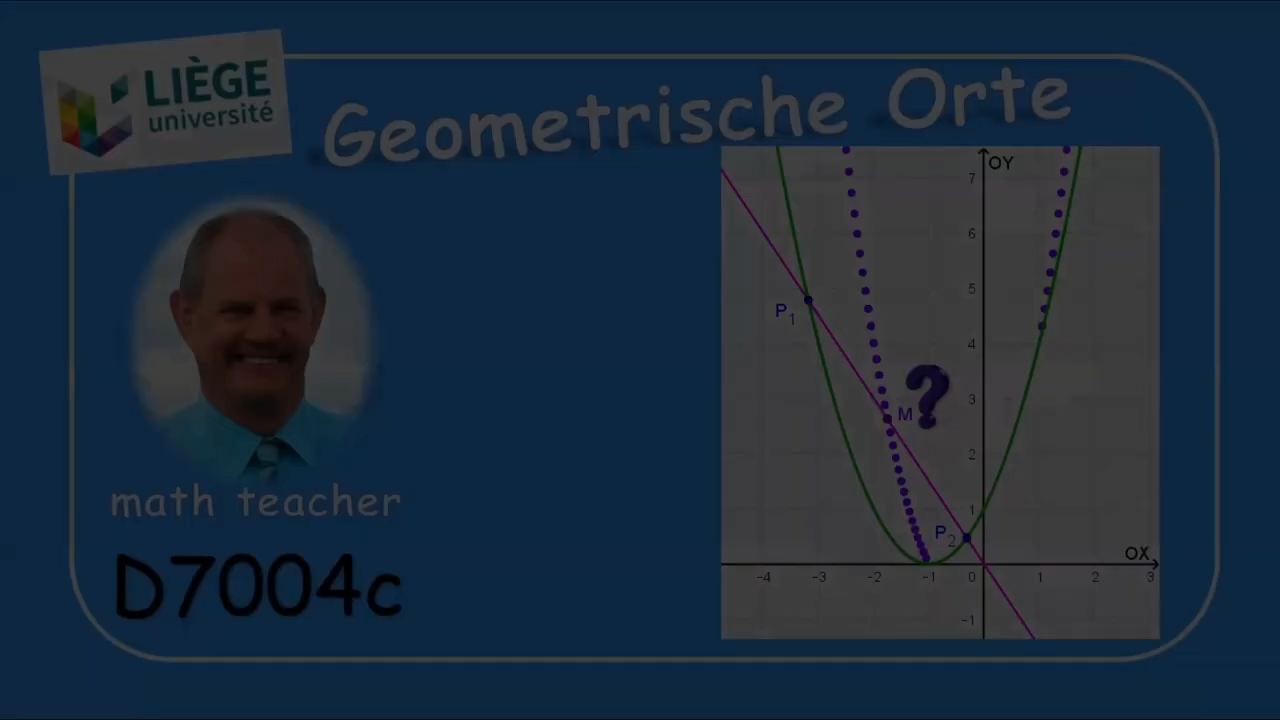 LIÈGE
université
Geometrische Orte
math teacher
D7004c
OY
7
6
5
4
3
2
1
-1
P1
M
?
P2
OX
-4 -3 -2 -1 0 1 2 3